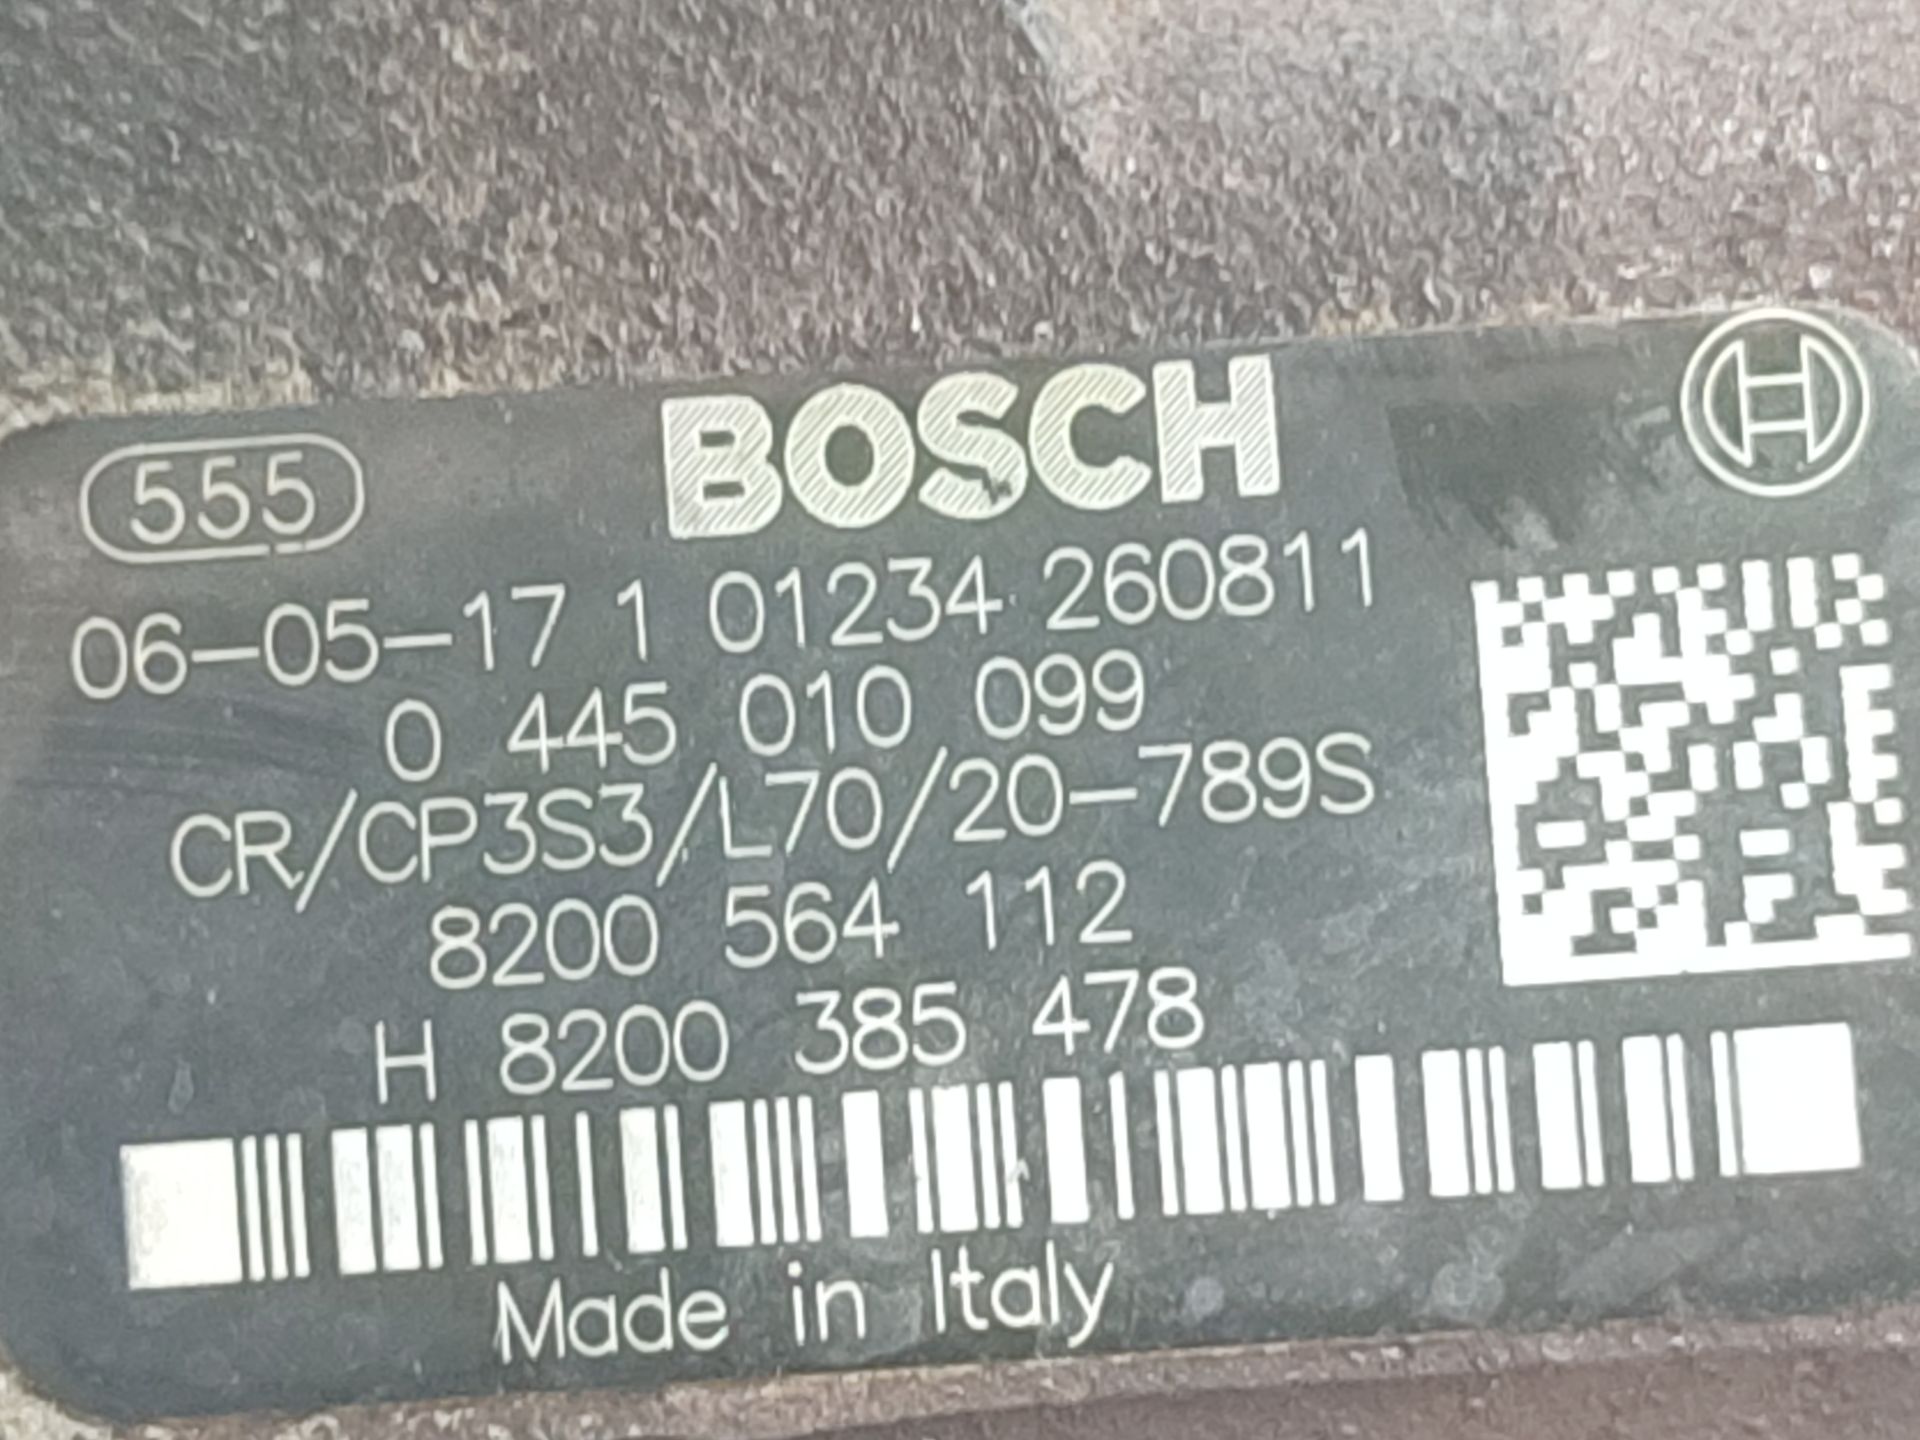 555 BOSCH
06-05-17 1 01234 260811
0 445 010 099
CR/CP3S3/L70/20-789S
8200 564 112
H 8200 385 478
Made in Italy